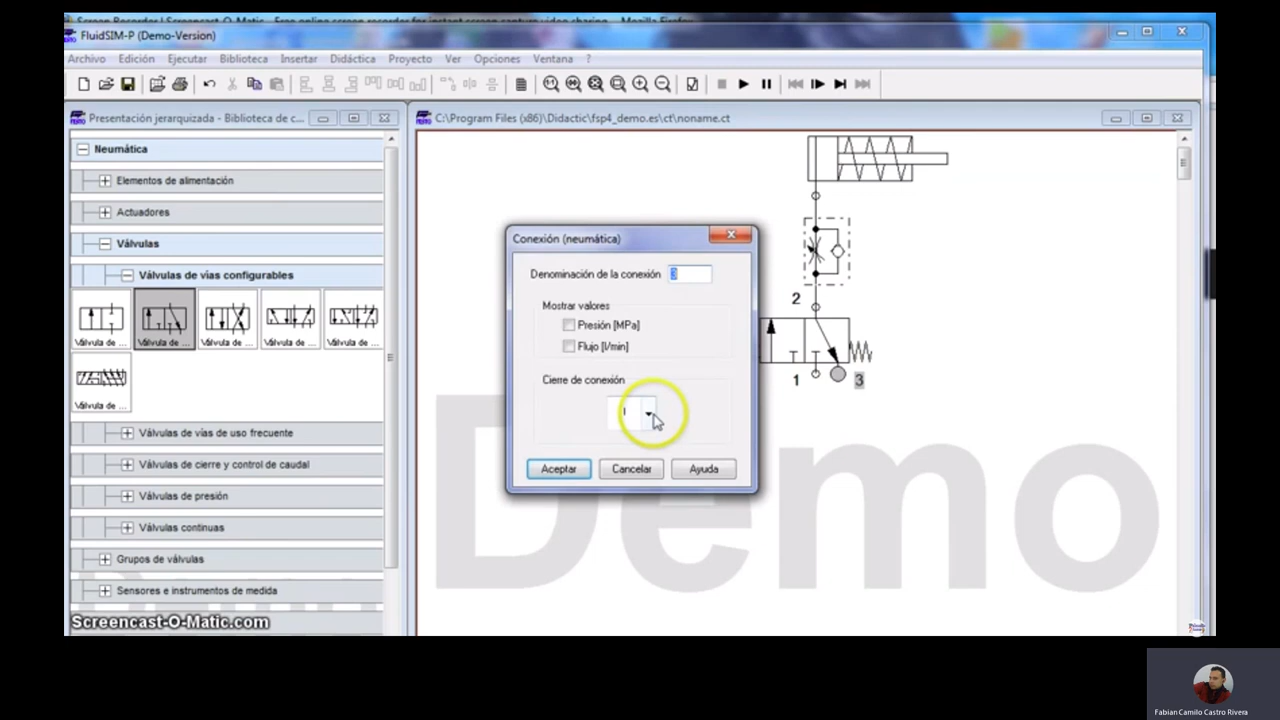 Screen Recorder | Screencast-O-Matic - Free online screen recorder for instant screen capture video sharing. - Mozilla Firefox
FluidSIM-P (Demo-Version)
Archivo Edición Ejecutar Biblioteca Insertar Didáctica Proyecto Ver Opciones Ventana ?
Presentación jerarquizada - Biblioteca de c...
C:\Program Files (x86)\Didactic\fsp4_demo.es\ct\noname.ct
Neumática
Elementos de alimentación
Actuadores
Válvulas
Válvulas de vías configurables
Válvula de ... Válvula de ... Válvula de ... Válvula de ... Válvula de ...
Válvula de ...
Válvulas de vías de uso frecuente
Válvulas de cierre y control de caudal
Válvulas de presión
Válvulas continuas
Grupos de válvulas
Sensores e instrumentos de medida
Screencast-O-Matic.com
Conexión (neumática)
Denominación de la conexión 3
Mostrar valores
Presión [MPa]
Flujo [l/min]
Cierre de conexión
Aceptar Cancelar Ayuda
2
1 3
Demo
Fabian Camilo Castro Rivera